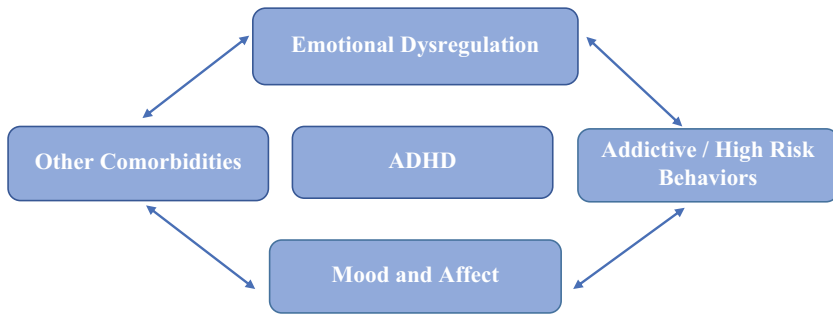 Emotional Dysregulation
Other Comorbidities
ADHD
Addictive / High Risk
Behaviors
Mood and Affect